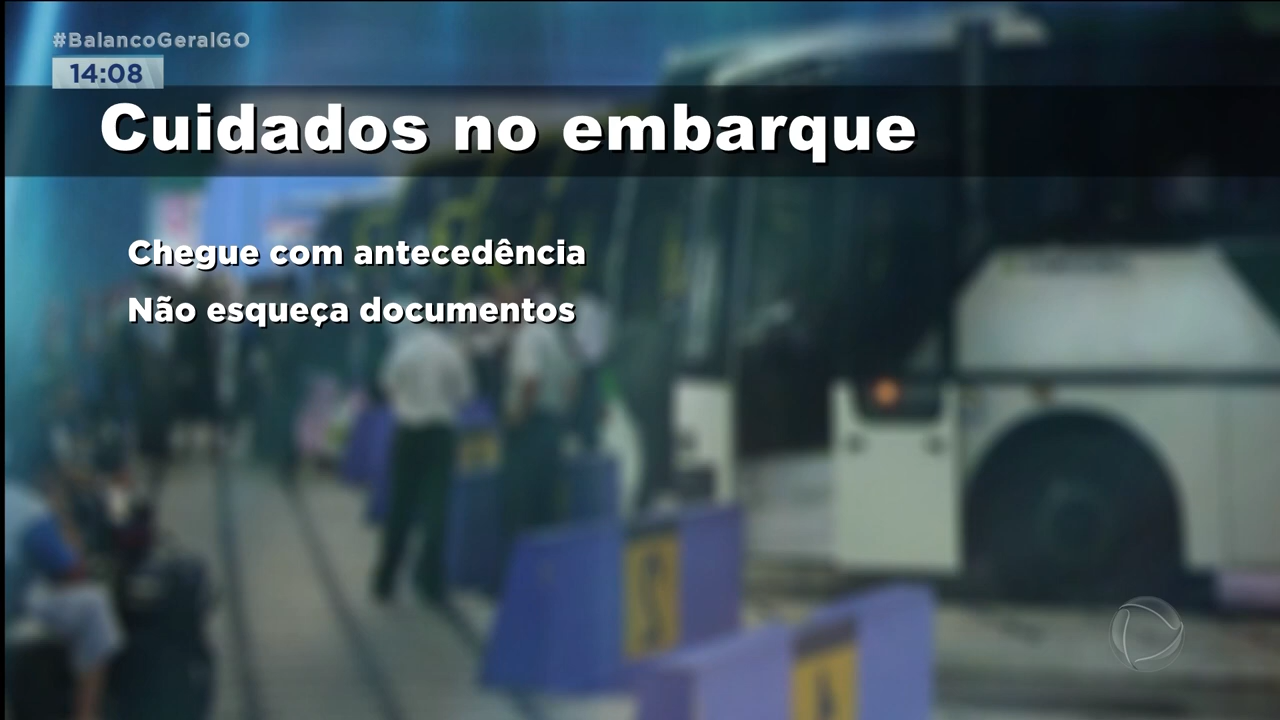 #BalancoGeralGO
14:08
Cuidados no embarque
Chegue com antecedência
Não esqueça documentos